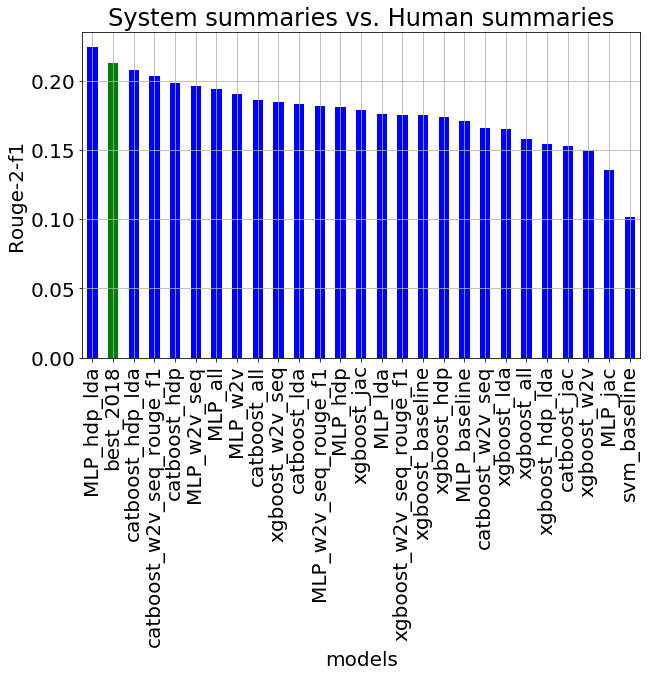 System summaries vs. Human summaries
Rouge-2-f1
0.20
0.15
0.10
0.05
0.00
MLP_hdp_lda
best_2018
catboost_hdp_lda
catboost_w2v_seq_rouge_f1
catboost_hdp
MLP_w2v_seq
MLP_all
MLP_w2v
catboost_all
xgboost_w2v_seq
catboost_lda
MLP_w2v_seq_rouge_f1
MLP_hdp
xgboost_jac
MLP_lda
xgboost_w2v_seq_rouge_f1
xgboost_baseline
xgboost_hdp
MLP_baseline
catboost_w2v_seq
xgboost_lda
xgboost_all
xgboost_hdp_lda
catboost_jac
xgboost_w2v
MLP_jac
svm_baseline
models